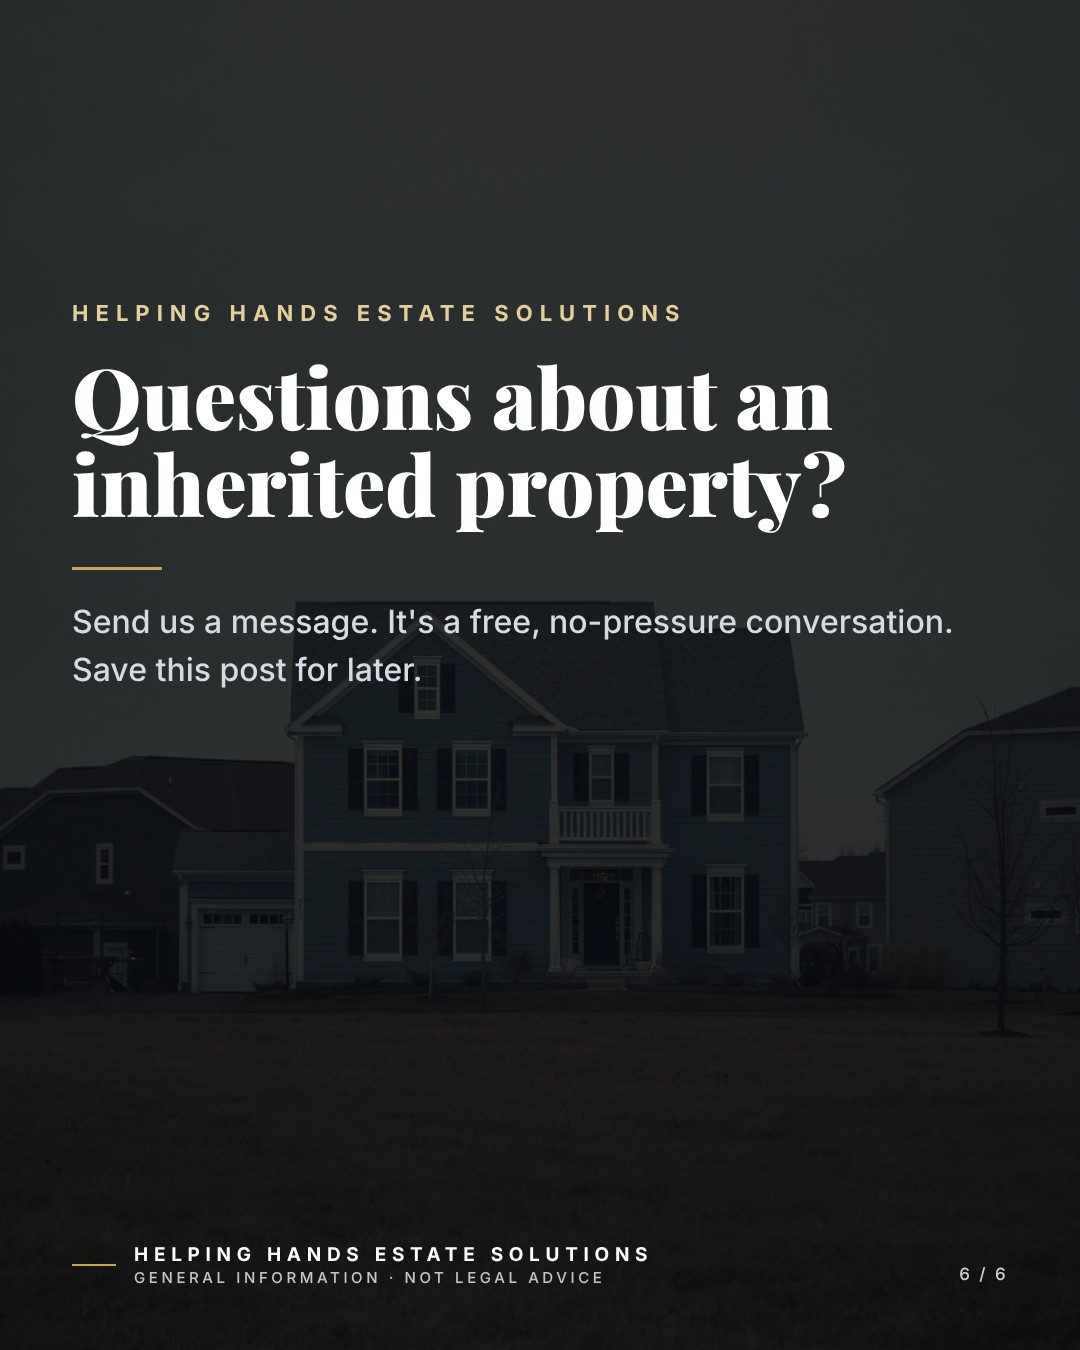 HELPING HANDS ESTATE SOLUTIONS
Questions about an
inherited property?
Send us a message. It's a free, no-pressure conversation.
Save this post for later.
HELPING HANDS ESTATE SOLUTIONS
GENERAL INFORMATION · NOT LEGAL ADVICE
6 / 6